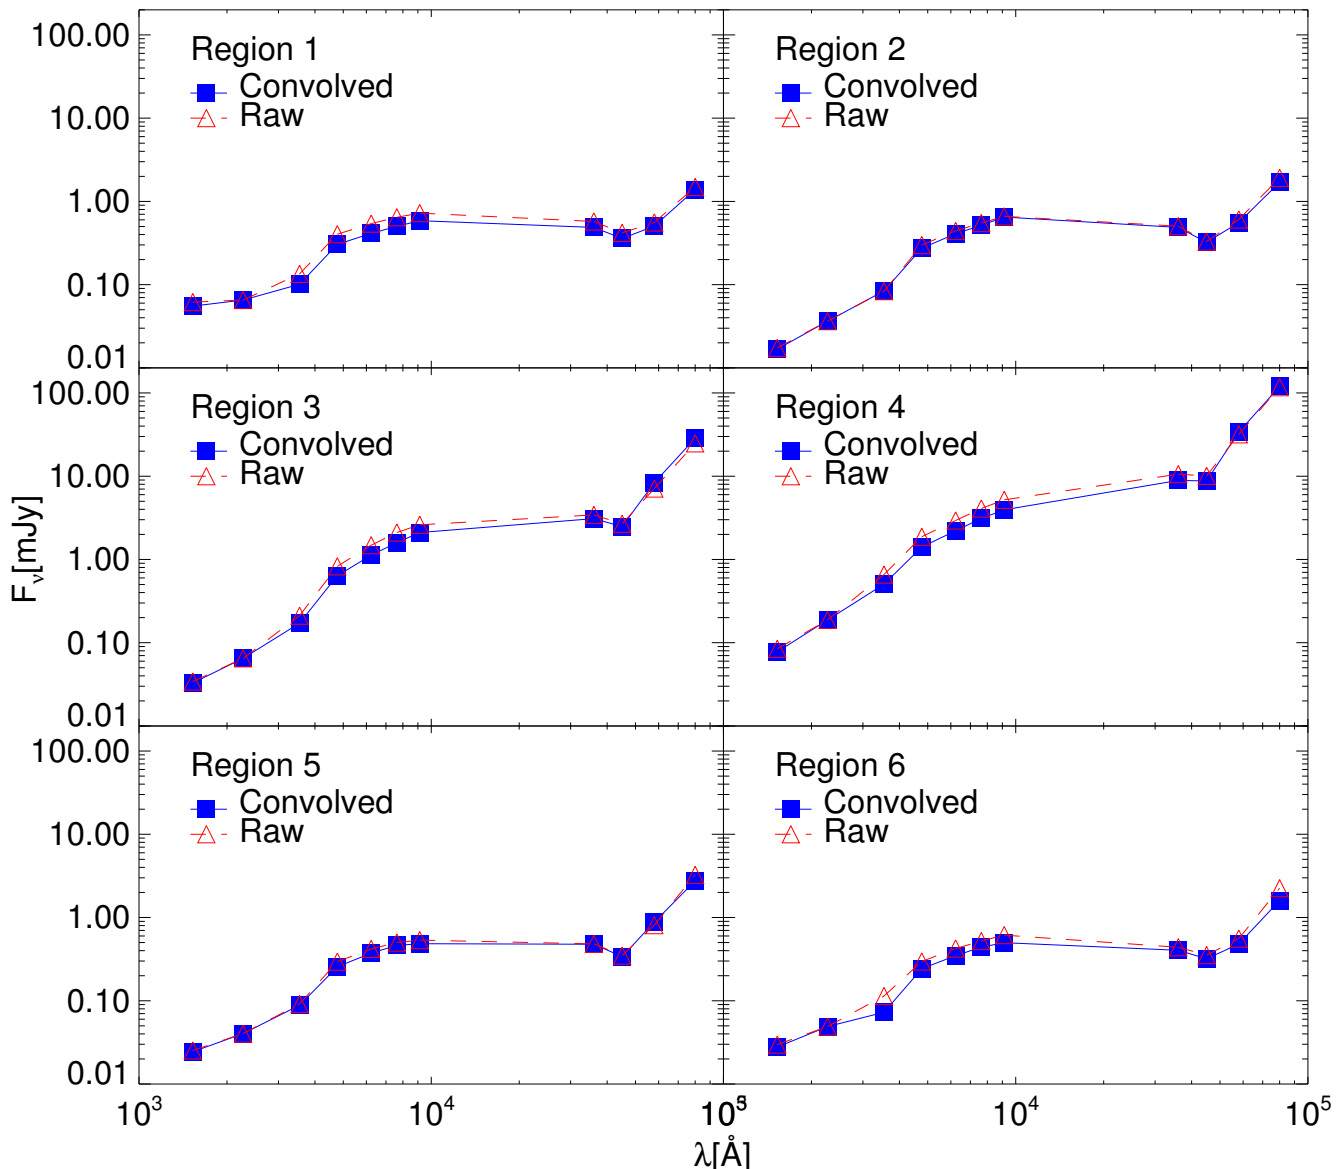 100.00
10.00
1.00
0.10
0.01
Region 1
Convolved
Raw
Region 2
Convolved
Raw
100.00
10.00
1.00
0.10
0.01
Region 3
Convolved
Raw
Region 4
Convolved
Raw
F_ν[mJy]
100.00
10.00
1.00
0.10
0.01
Region 5
Convolved
Raw
Region 6
Convolved
Raw
10³ 10⁴ 10⁴ 10⁵
λ[Å]